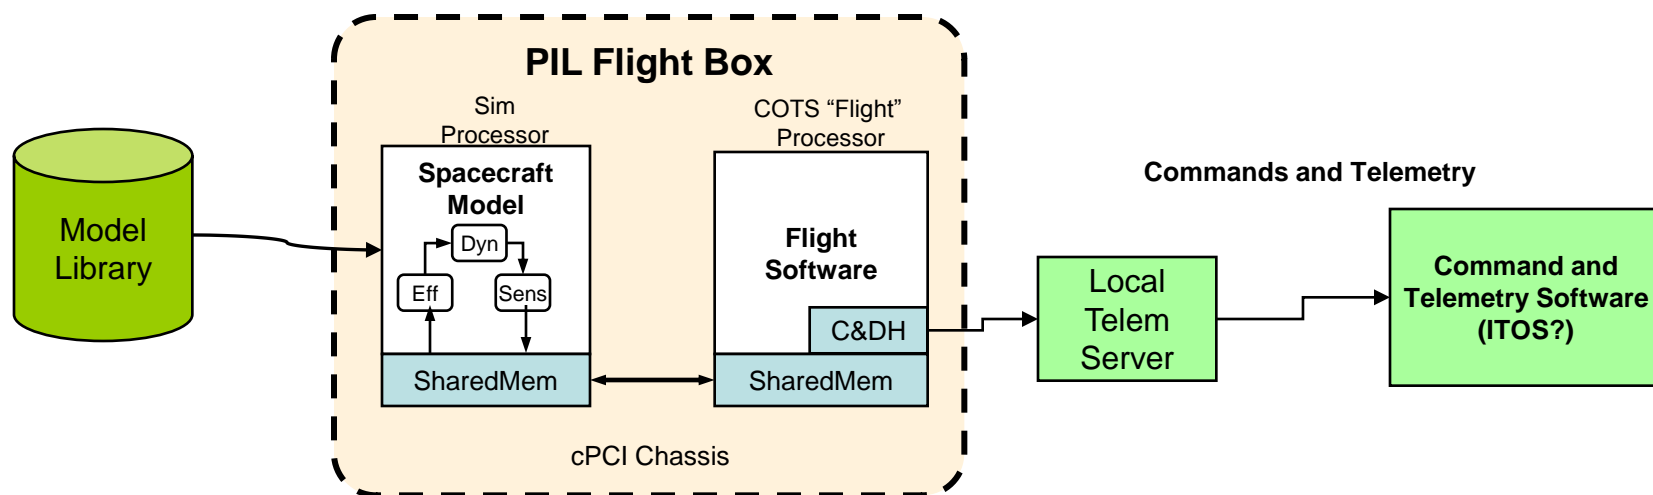 PIL Flight Box
Sim
Processor
COTS “Flight”
Processor
Model
Library
Spacecraft
Model
Dyn
Eff
Sens
SharedMem
Flight
Software
C&DH
SharedMem
cPCI Chassis
Commands and Telemetry
Local
Telem
Server
Command and
Telemetry Software
(ITOS?)